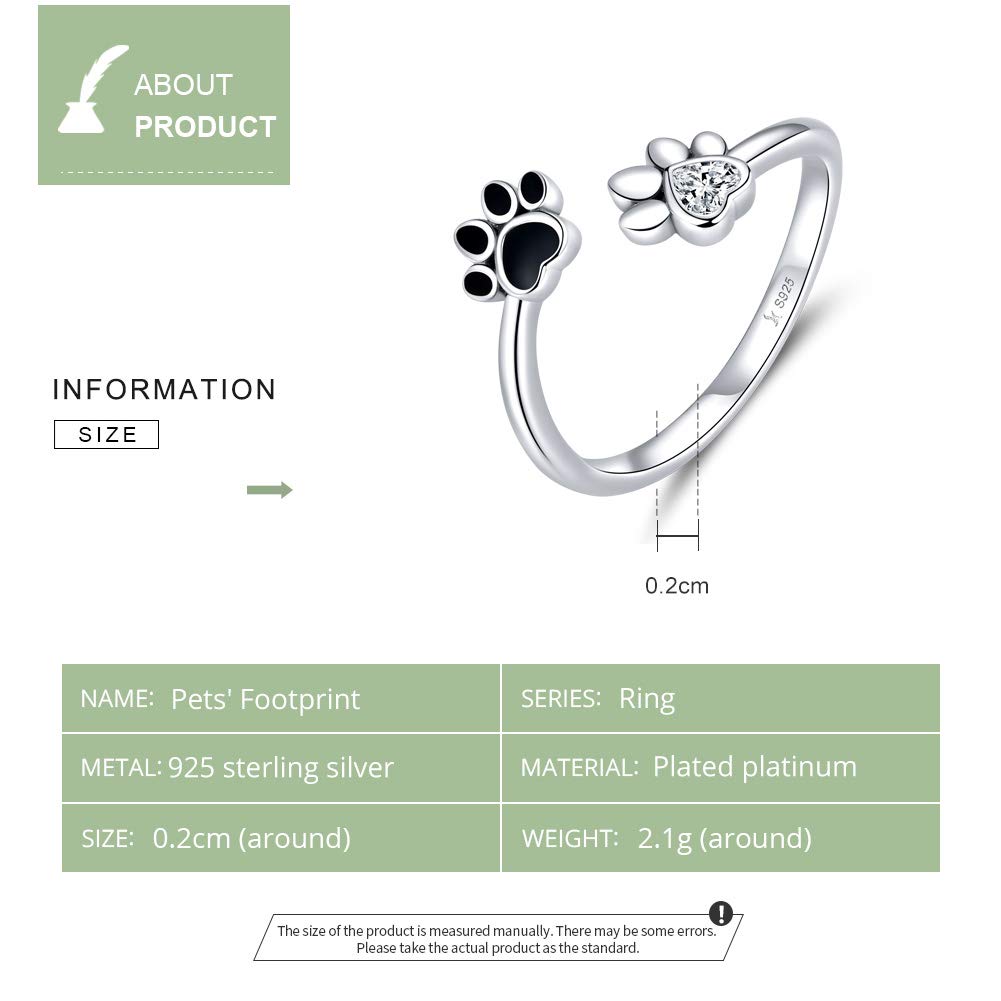 ABOUT
PRODUCT
S925
INFORMATION
SIZE
0.2cm
NAME: Pets' Footprint
SERIES: Ring
METAL: 925 sterling silver
MATERIAL: Plated platinum
SIZE: 0.2cm (around)
WEIGHT: 2.1g (around)
!
The size of the product is measured manually. There may be some errors.
Please take the actual product as the standard.